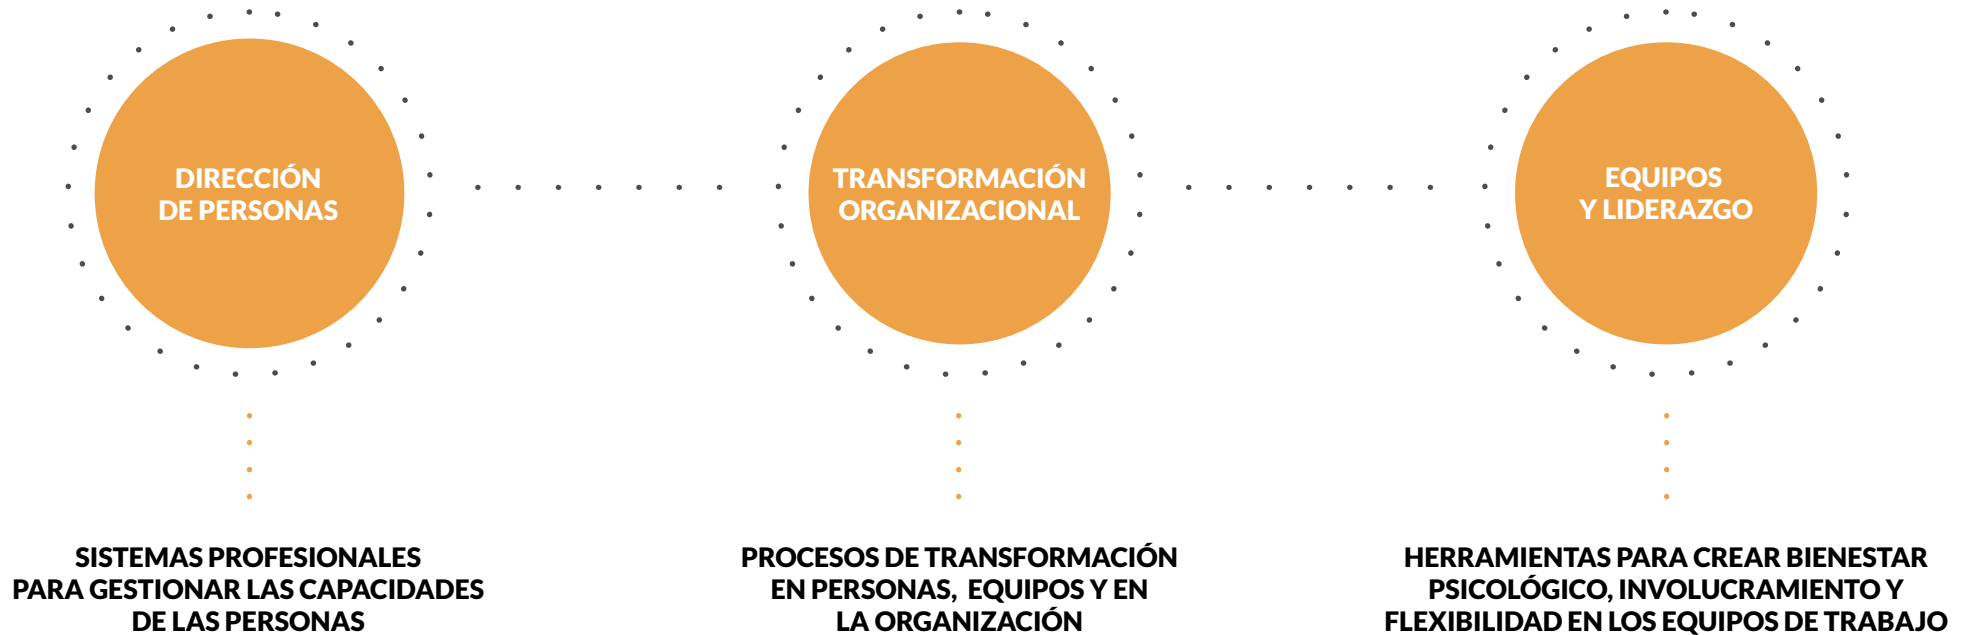 DIRECCIÓN
DE PERSONAS
TRANSFORMACIÓN
ORGANIZACIONAL
EQUIPOS
Y LIDERAZGO
SISTEMAS PROFESIONALES
PARA GESTIONAR LAS CAPACIDADES
DE LAS PERSONAS
PROCESOS DE TRANSFORMACIÓN
EN PERSONAS, EQUIPOS Y EN
LA ORGANIZACIÓN
HERRAMIENTAS PARA CREAR BIENESTAR
PSICOLÓGICO, INVOLUCRAMIENTO Y
FLEXIBILIDAD EN LOS EQUIPOS DE TRABAJO